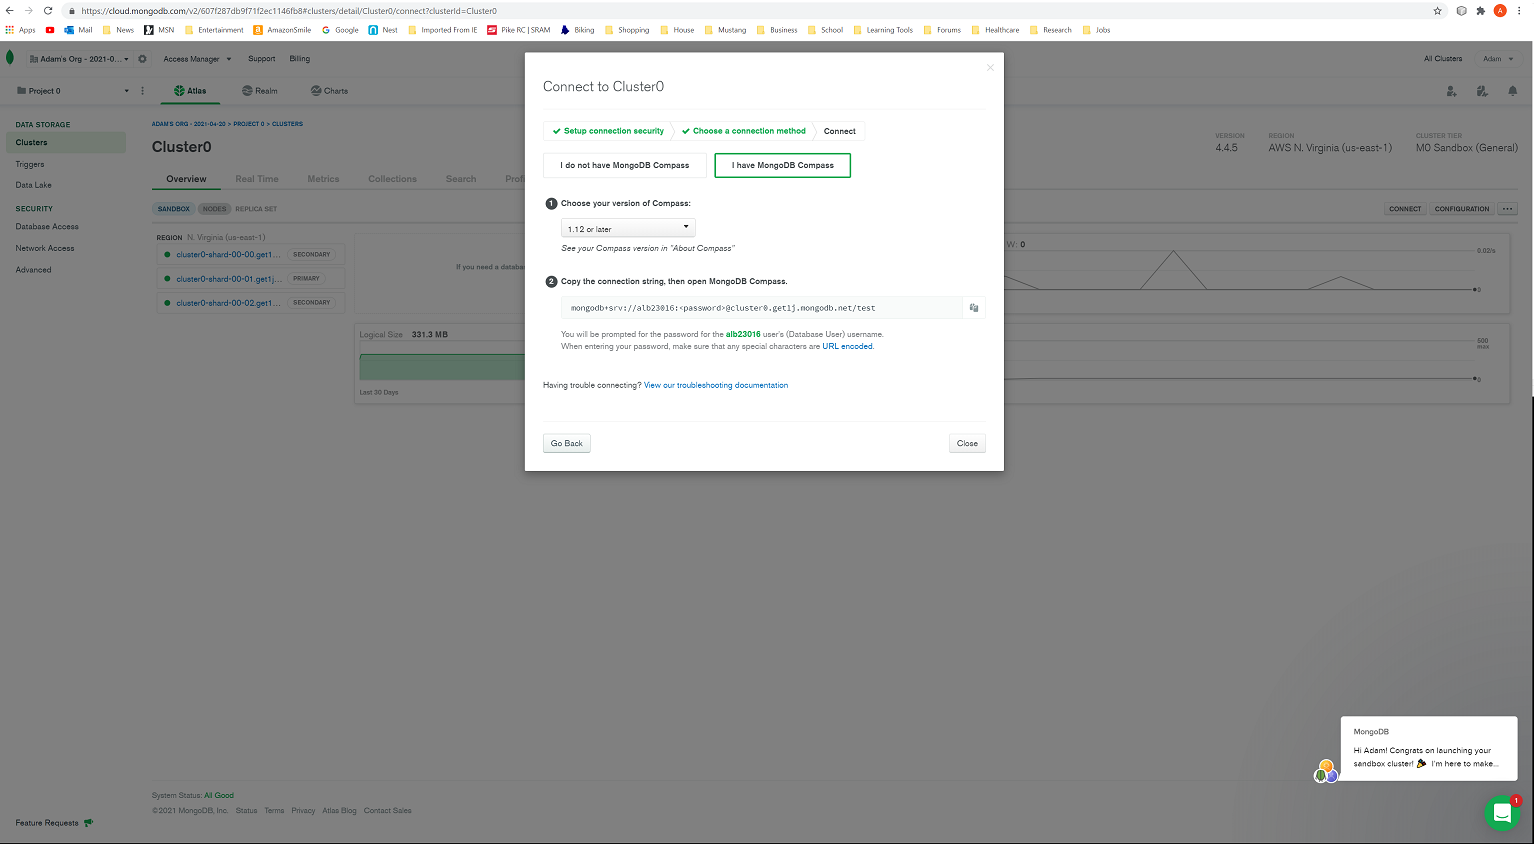 https://cloud.mongodb.com/v2/607f287db9f71f2ec1146fb8#clusters/detail/Cluster0/connect?clusterId=Cluster0
Apps Mail News MSN Entertainment AmazonSmile Google Nest Imported From IE Pike RC | SRAM Biking Shopping House Mustang Business School Learning Tools Forums Healthcare Research Jobs
Adam's Org - 2021-0... Access Manager Support Billing All Clusters Adam
Project 0 Atlas Realm Charts
DATA STORAGE
Clusters
Triggers
Data Lake
SECURITY
Database Access
Network Access
Advanced
ADAM'S ORG - 2021-04-20 > PROJECT 0 > CLUSTERS
Cluster0
VERSION REGION CLUSTER TIER
4.4.5 AWS N. Virginia (us-east-1) M0 Sandbox (General)
Overview Real Time Metrics Collections Search Profi
SANDBOX NODES REPLICA SET
CONNECT CONFIGURATION ...
REGION N. Virginia (us-east-1)
cluster0-shard-00-00.get1... SECONDARY
cluster0-shard-00-01.get1j... PRIMARY
cluster0-shard-00-02.get1... SECONDARY
If you need a databas
W: 0
0.02/s
0
Logical Size 331.3 MB
500
max
0
Last 30 Days
Connect to Cluster0
Setup connection security Choose a connection method Connect
I do not have MongoDB Compass I have MongoDB Compass
1 Choose your version of Compass:
1.12 or later
See your Compass version in "About Compass"
2 Copy the connection string, then open MongoDB Compass.
mongodb+srv://alb23016:<password>@cluster0.get1j.mongodb.net/test
You will be prompted for the password for the alb23016 user's (Database User) username.
When entering your password, make sure that any special characters are URL encoded.
Having trouble connecting? View our troubleshooting documentation
Go Back Close
MongoDB
Hi Adam! Congrats on launching your
sandbox cluster! I'm here to make...
1
System Status: All Good
©2021 MongoDB, Inc. Status Terms Privacy Atlas Blog Contact Sales
Feature Requests
A